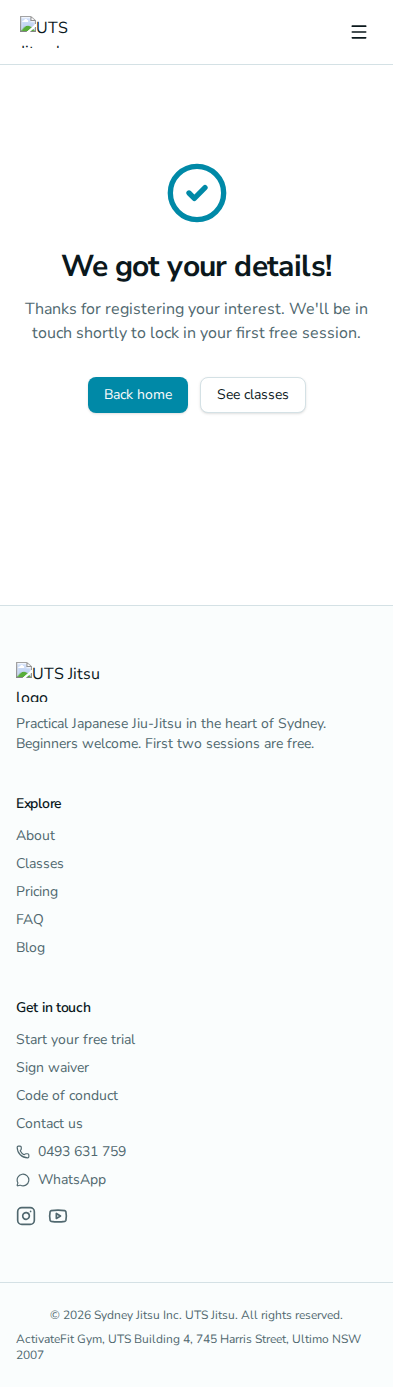 UTS
We got your details!
Thanks for registering your interest. We'll be in
touch shortly to lock in your first free session.
Back home
See classes
UTS Jitsu
logo
Practical Japanese Jiu-Jitsu in the heart of Sydney.
Beginners welcome. First two sessions are free.
Explore
About
Classes
Pricing
FAQ
Blog
Get in touch
Start your free trial
Sign waiver
Code of conduct
Contact us
0493 631 759
WhatsApp
© 2026 Sydney Jitsu Inc. UTS Jitsu. All rights reserved.
ActivateFit Gym, UTS Building 4, 745 Harris Street, Ultimo NSW
2007